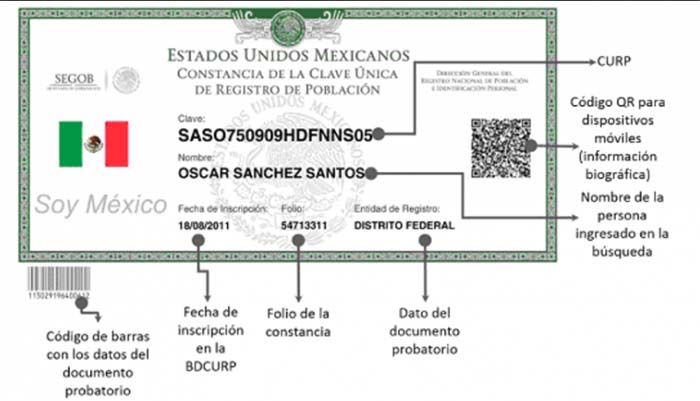 ESTADOS UNIDOS MEXICANOS
CONSTANCIA DE LA CLAVE ÚNICA
DE REGISTRO DE POBLACIÓN
SEGOB
SECRETARÍA DE GOBERNACIÓN
DIRECCIÓN GENERAL DEL
REGISTRO NACIONAL DE POBLACIÓN
E IDENTIFICACIÓN PERSONAL
Clave:
SASO750909HDFNNS05
Nombre:
OSCAR SANCHEZ SANTOS
Soy México
Fecha de Inscripción:
18/08/2011
Folio:
54713311
Entidad de Registro:
DISTRITO FEDERAL
CURP
Código QR para
dispositivos
móviles
(información
biográfica)
Nombre de la
persona
ingresado en la
búsqueda
Código de barras
con los datos del
documento
probatorio
Fecha de
inscripción
en la
BDCURP
Folio de la
constancia
Dato del
documento
probatorio